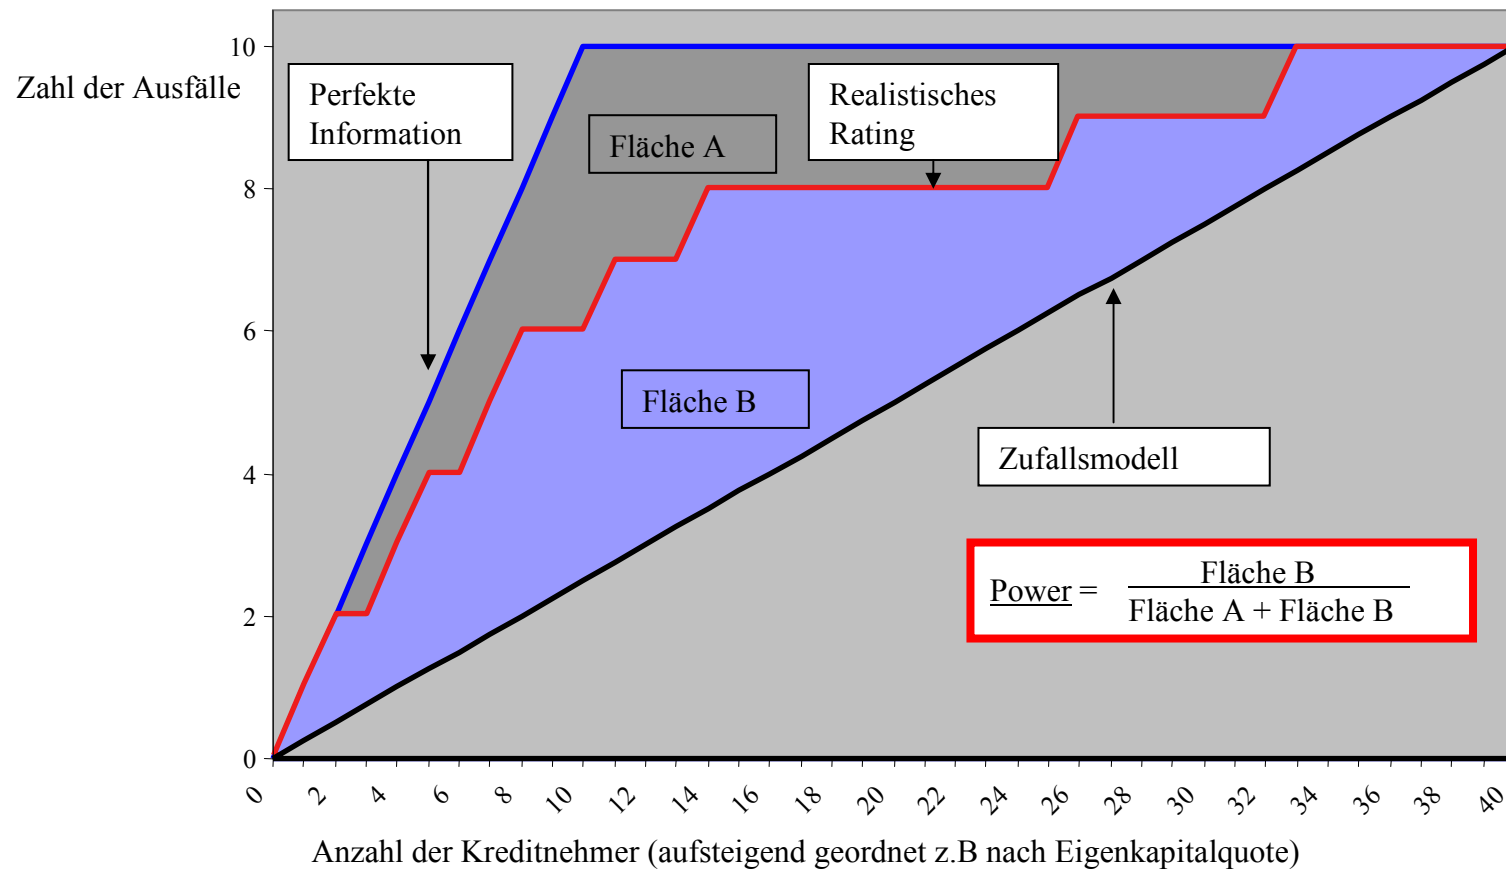 10
Zahl der Ausfälle
Perfekte
Information
Realistisches
Rating
Fläche A
8
6
Fläche B
4
Zufallsmodell
Power = Fläche B
Fläche A + Fläche B
2
0
0 2 4 6 8 10 12 14 16 18 20 22 24 26 28 30 32 34 36 38 40
Anzahl der Kreditnehmer (aufsteigend geordnet z.B nach Eigenkapitalquote)